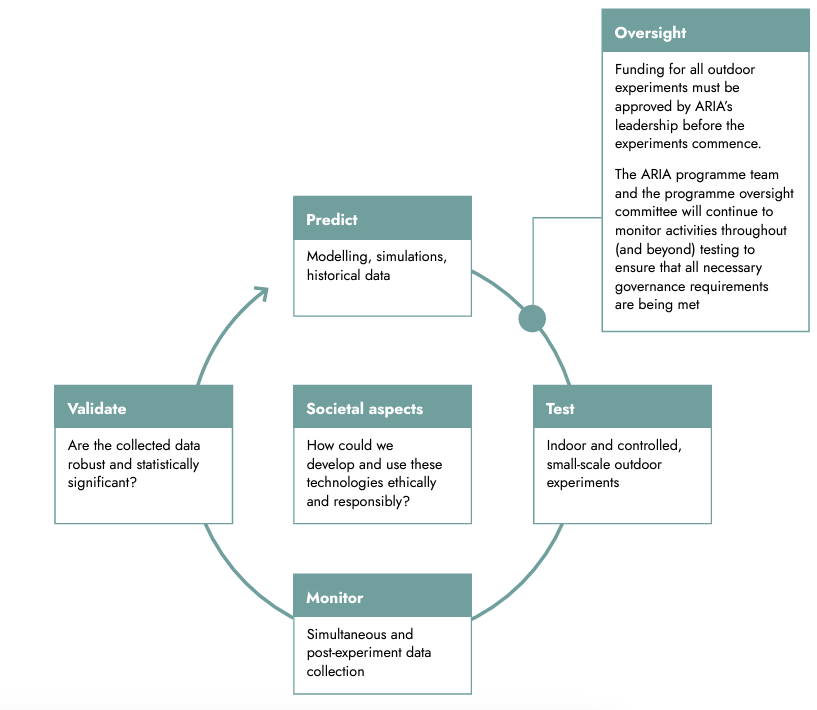 Oversight
Funding for all outdoor
experiments must be
approved by ARIA's
leadership before the
experiments commence.
The ARIA programme team
and the programme oversight
committee will continue to
monitor activities throughout
(and beyond) testing to
ensure that all necessary
governance requirements
are being met
Predict
Modelling, simulations,
historical data
Validate
Are the collected data
robust and statistically
significant?
Societal aspects
How could we
develop and use these
technologies ethically
and responsibly?
Test
Indoor and controlled,
small-scale outdoor
experiments
Monitor
Simultaneous and
post-experiment data
collection